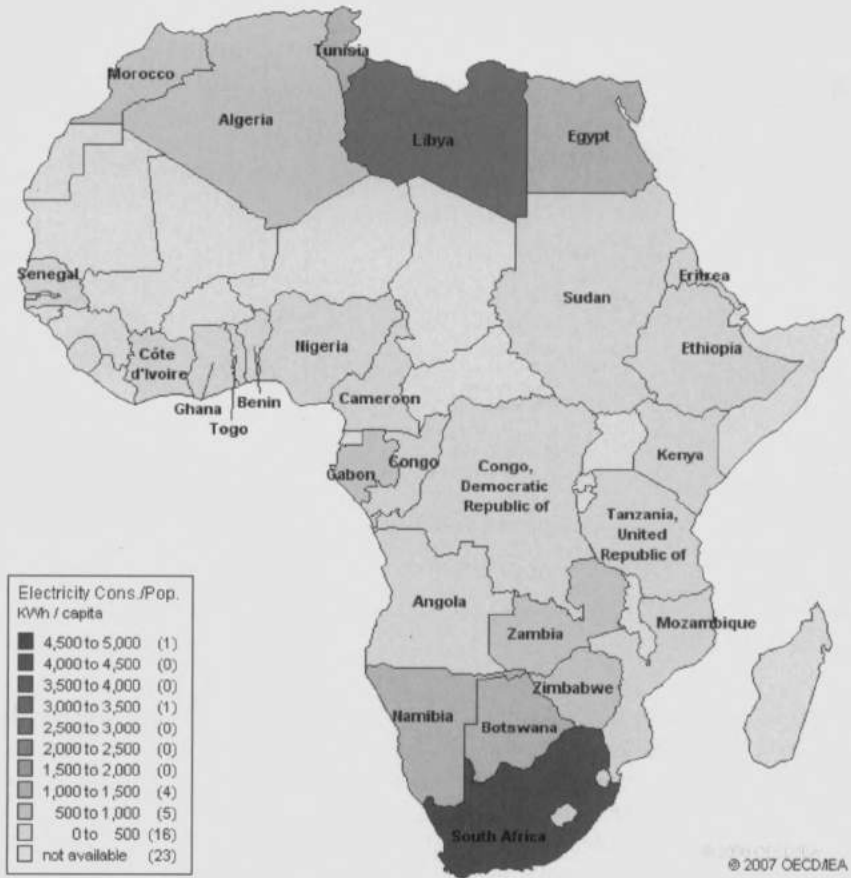 Tunisia
Morocco
Algeria
Libya
Egypt
Senegal
Sudan
Eritrea
Côte
d'Ivoire
Nigeria
Ethiopia
Ghana
Togo
Benin
Cameroon
Gabon
Congo
Congo,
Democratic
Republic of
Kenya
Tanzania,
United
Republic of
Angola
Zambia
Mozambique
Zimbabwe
Namibia
Botswana
South Africa
Electricity Cons./Pop.
KWh / capita
4,500 to 5,000 (1)
4,000 to 4,500 (0)
3,500 to 4,000 (0)
3,000 to 3,500 (1)
2,500 to 3,000 (0)
2,000 to 2,500 (0)
1,500 to 2,000 (0)
1,000 to 1,500 (4)
500 to 1,000 (5)
0 to 500 (16)
not available (23)
© 2007 OECD/IEA